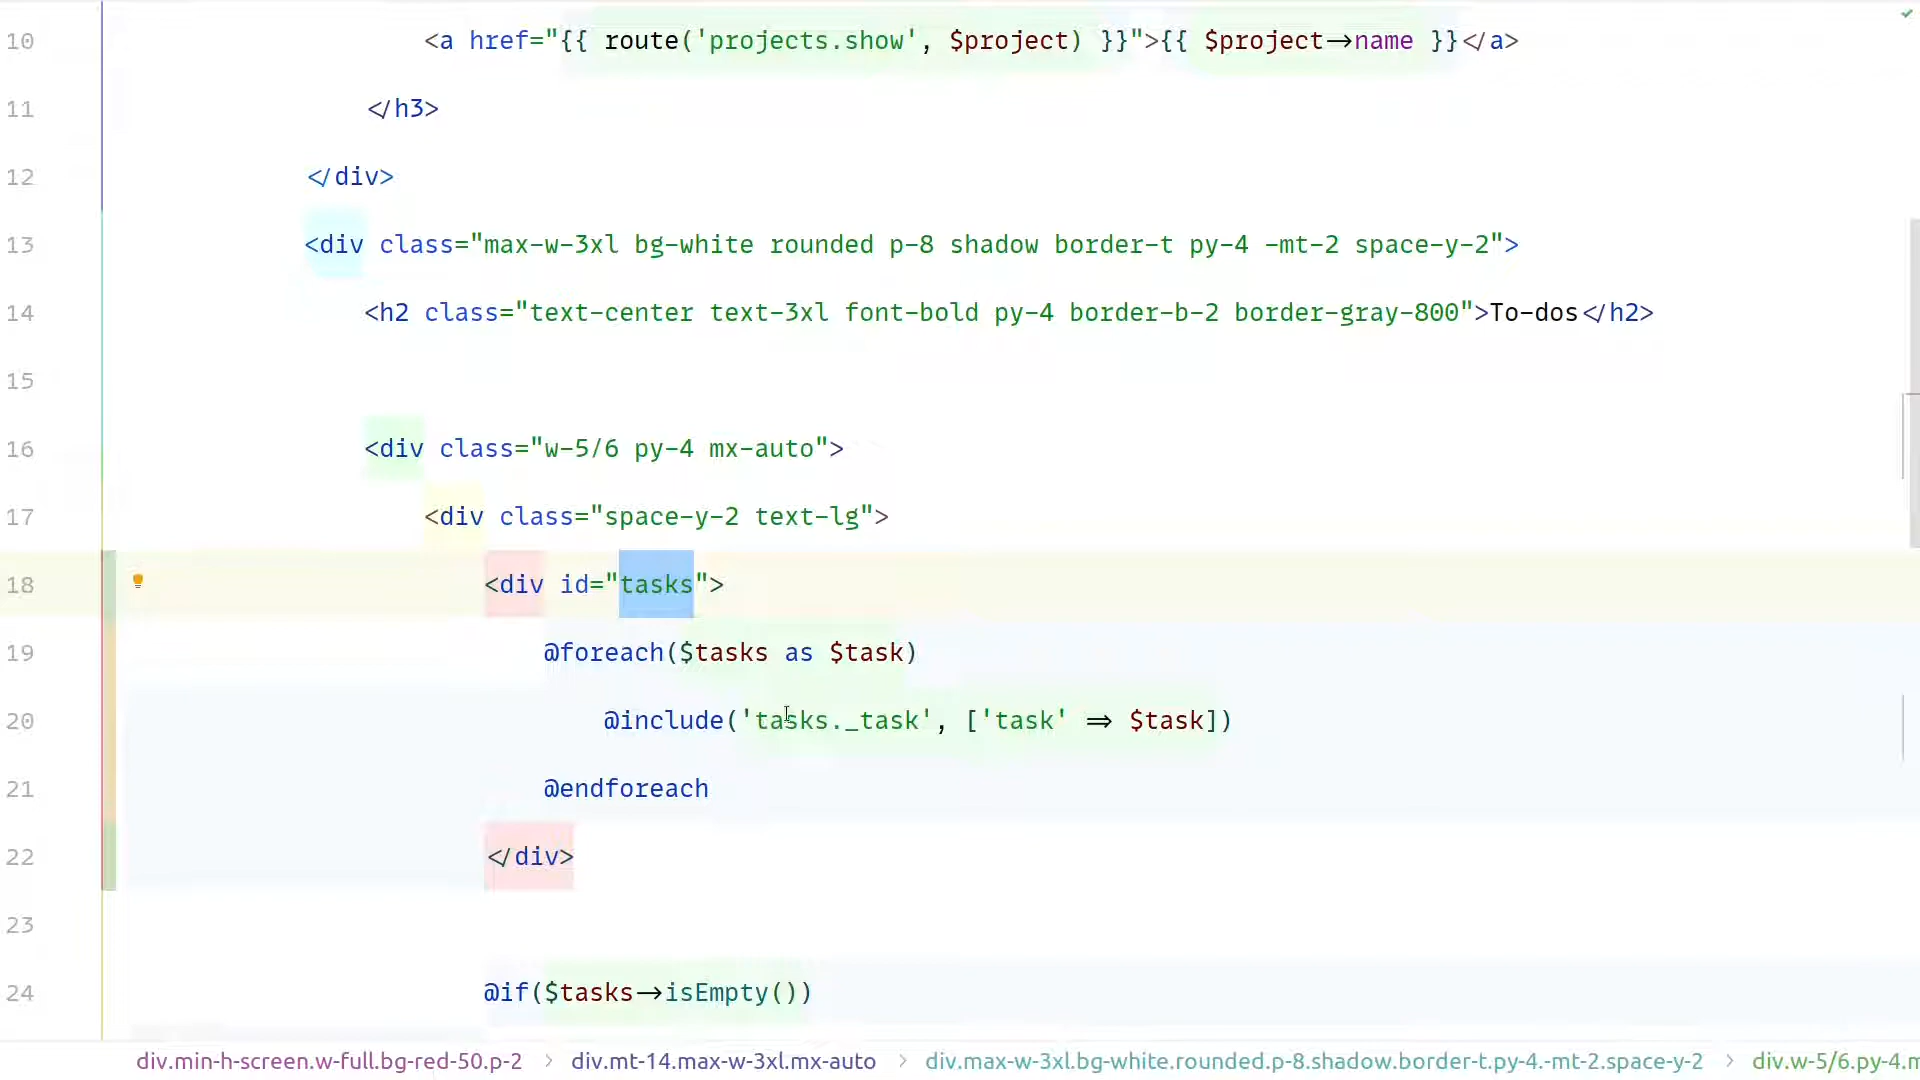 10 <a href="{{ route('projects.show', $project) }}">{{ $project->name }}</a>
11 </h3>
12 </div>
13 <div class="max-w-3xl bg-white rounded p-8 shadow border-t py-4 -mt-2 space-y-2">
14 <h2 class="text-center text-3xl font-bold py-4 border-b-2 border-gray-800">To-dos</h2>
15
16 <div class="w-5/6 py-4 mx-auto">
17 <div class="space-y-2 text-lg">
18 <div id="tasks">
19 @foreach($tasks as $task)
20 @include('tasks._task', ['task' => $task])
21 @endforeach
22 </div>
23
24 @if($tasks->isEmpty())
div.min-h-screen.w-full.bg-red-50.p-2 > div.mt-14.max-w-3xl.mx-auto > div.max-w-3xl.bg-white.rounded.p-8.shadow.border-t.py-4.-mt-2.space-y-2 > div.w-5/6.py-4.m